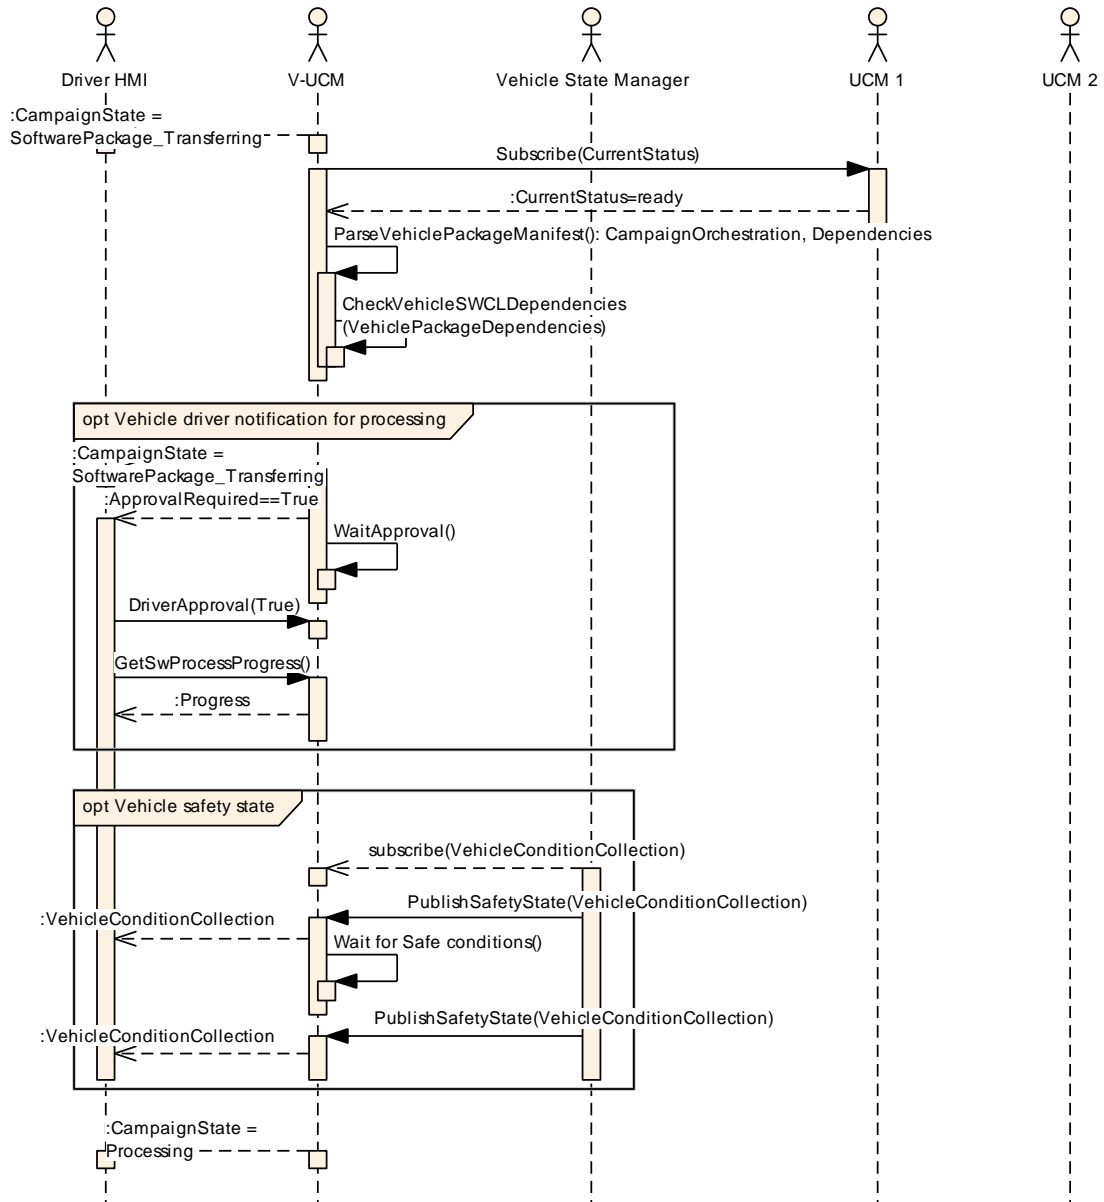 Driver HMI
V-UCM
Vehicle State Manager
UCM 1
UCM 2
:CampaignState =
SoftwarePackage_Transferring
Subscribe(CurrentStatus)
:CurrentStatus=ready
ParseVehiclePackageManifest(): CampaignOrchestration, Dependencies
CheckVehicleSWCLDependencies
(VehiclePackageDependencies)
opt Vehicle driver notification for processing
:CampaignState =
SoftwarePackage_Transferring
:ApprovalRequired==True
WaitApproval()
DriverApproval(True)
GetSwProcessProgress()
:Progress
opt Vehicle safety state
subscribe(VehicleConditionCollection)
PublishSafetyState(VehicleConditionCollection)
:VehicleConditionCollection
Wait for Safe conditions()
PublishSafetyState(VehicleConditionCollection)
:VehicleConditionCollection
:CampaignState =
Processing